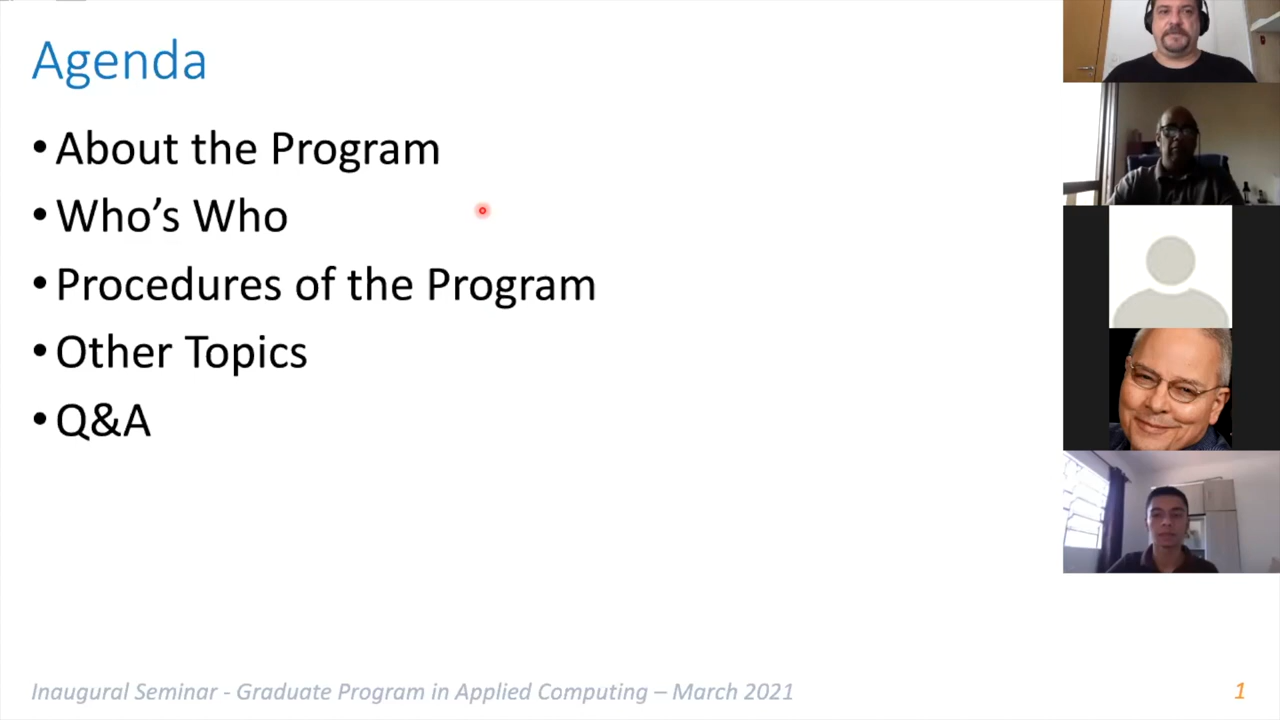 Agenda
• About the Program
• Who’s Who
• Procedures of the Program
• Other Topics
• Q&A
Inaugural Seminar - Graduate Program in Applied Computing – March 2021
1